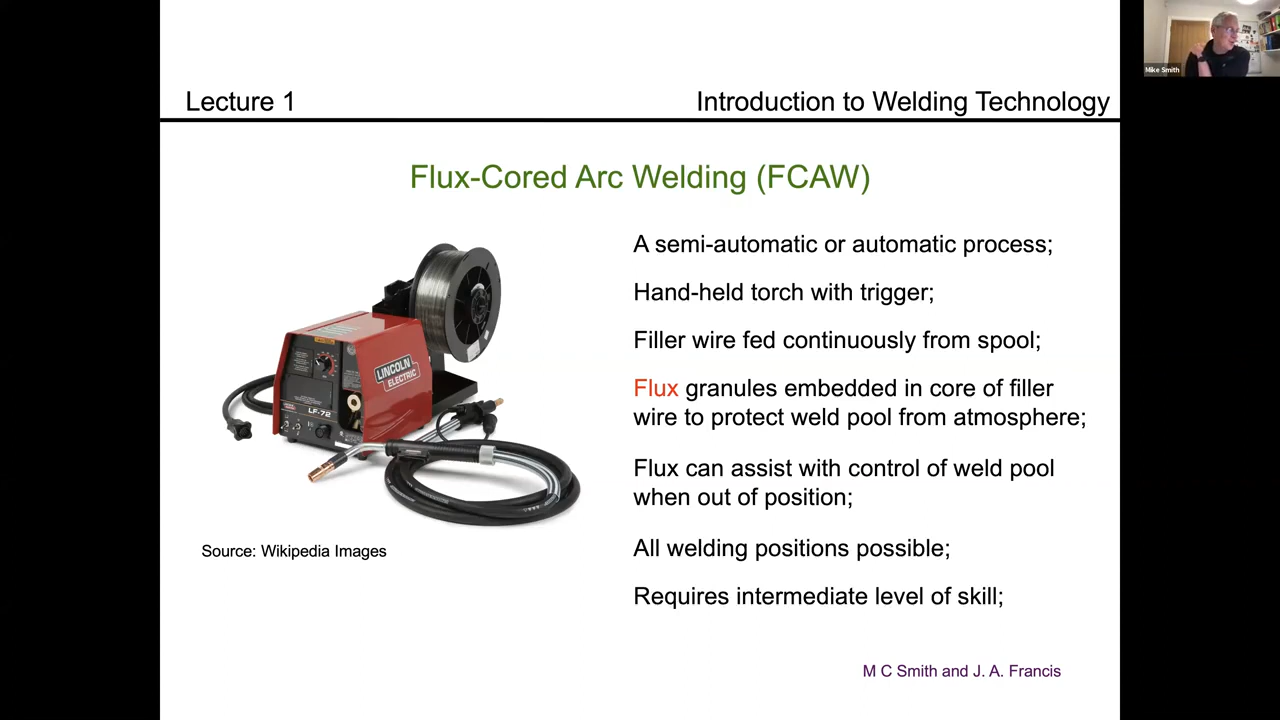 Mike Smith
Lecture 1
Introduction to Welding Technology
Flux-Cored Arc Welding (FCAW)
A semi-automatic or automatic process;
Hand-held torch with trigger;
Filler wire fed continuously from spool;
Flux granules embedded in core of filler
wire to protect weld pool from atmosphere;
Flux can assist with control of weld pool
when out of position;
All welding positions possible;
Requires intermediate level of skill;
LINCOLN
ELECTRIC
LF-72
Source: Wikipedia Images
M C Smith and J. A. Francis